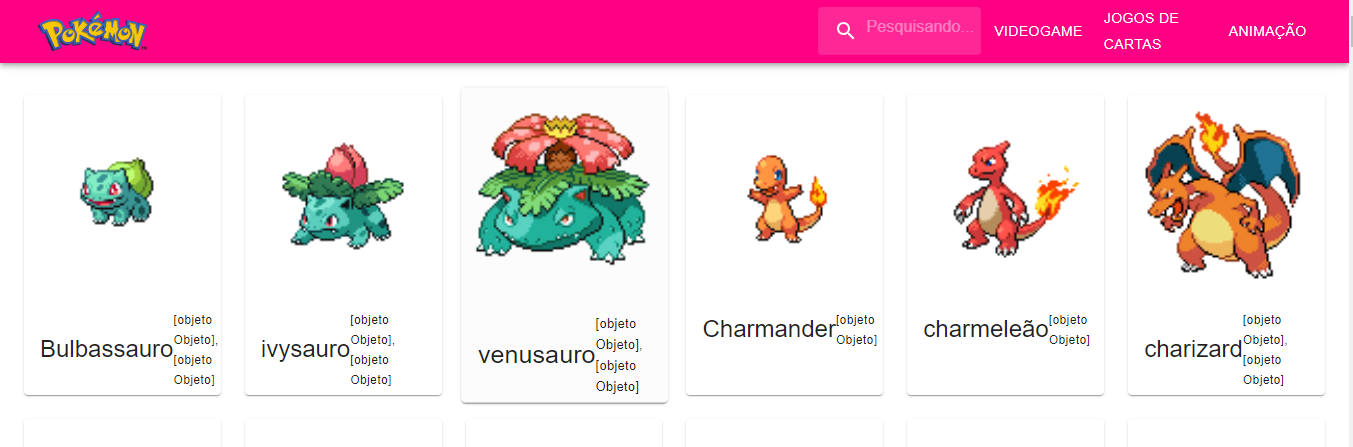 POKéMON
TM
Pesquisando...
VIDEOGAME
JOGOS DE
CARTAS
ANIMAÇÃO
Bulbassauro
[objeto
Objeto],
[objeto
Objeto]
ivysauro
[objeto
Objeto],
[objeto
Objeto]
venusauro
[objeto
Objeto],
[objeto
Objeto]
Charmander
[objeto
Objeto]
charmeleão
[objeto
Objeto]
charizard
[objeto
Objeto],
[objeto
Objeto]